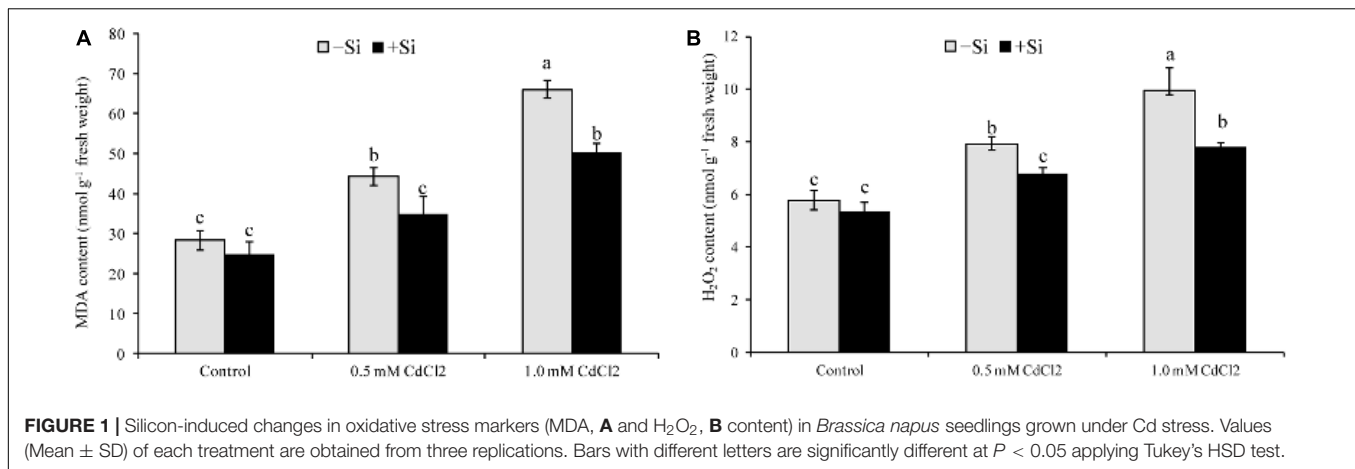 A
80
70
60
50
40
30
20
10
0
MDA content (nmol g⁻¹ fresh weight)
−Si +Si
c
c
b
c
a
b
Control
0.5 mM CdCl2
1.0 mM CdCl2
B
12
10
8
6
4
2
0
H₂O₂ content (nmol g⁻¹ fresh weight)
−Si +Si
c
c
b
c
a
b
Control
0.5 mM CdCl2
1.0 mM CdCl2
FIGURE 1 | Silicon-induced changes in oxidative stress markers (MDA, A and H₂O₂, B content) in Brassica napus seedlings grown under Cd stress. Values
(Mean ± SD) of each treatment are obtained from three replications. Bars with different letters are significantly different at P < 0.05 applying Tukey’s HSD test.